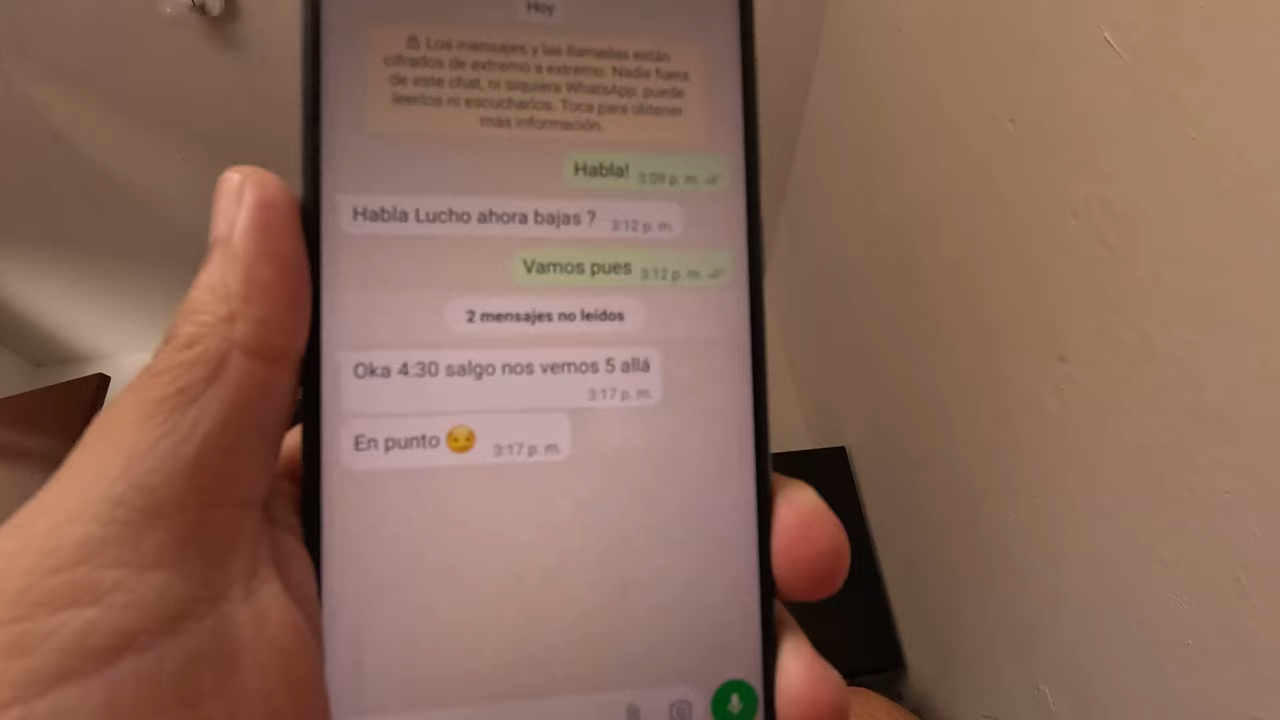 Hoy
Los mensajes y las llamadas están
cifrados de extremo a extremo. Nadie fuera
de este chat, ni siquiera WhatsApp, puede
leerlos ni escucharlos. Toca para obtener
más información.
Habla! 3:09 p. m.
Habla Lucho ahora bajas ? 3:12 p. m.
Vamos pues 3:12 p. m.
2 mensajes no leídos
Oka 4:30 salgo nos vemos 5 allá
3:17 p. m.
En punto 😏 3:17 p. m.